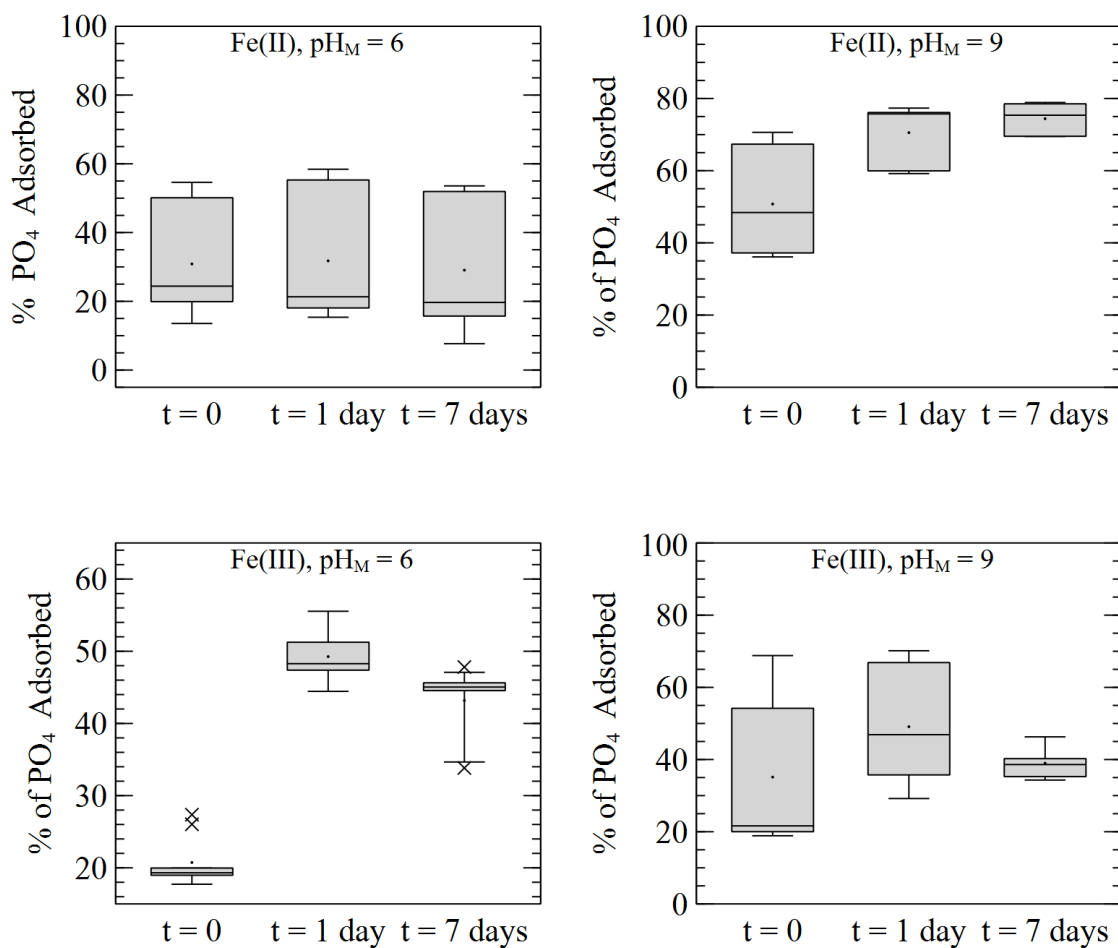 Fe(II), pHM = 6
% PO4 Adsorbed
100
80
60
40
20
0
t = 0 t = 1 day t = 7 days
Fe(II), pHM = 9
% of PO4 Adsorbed
100
80
60
40
20
0
t = 0 t = 1 day t = 7 days
Fe(III), pHM = 6
% of PO4 Adsorbed
60
50
40
30
20
t = 0 t = 1 day t = 7 days
Fe(III), pHM = 9
% of PO4 Adsorbed
100
80
60
40
20
0
t = 0 t = 1 day t = 7 days